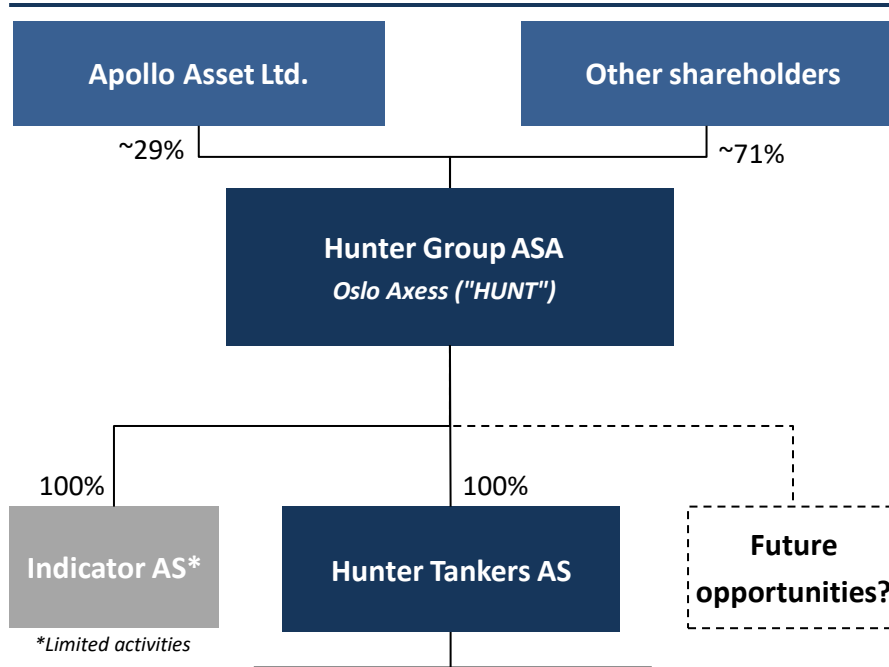 Apollo Asset Ltd.
Other shareholders
~29%
~71%
Hunter Group ASA
Oslo Axess ("HUNT")
100%
100%
Indicator AS*
Hunter Tankers AS
Future
opportunities?
*Limited activities